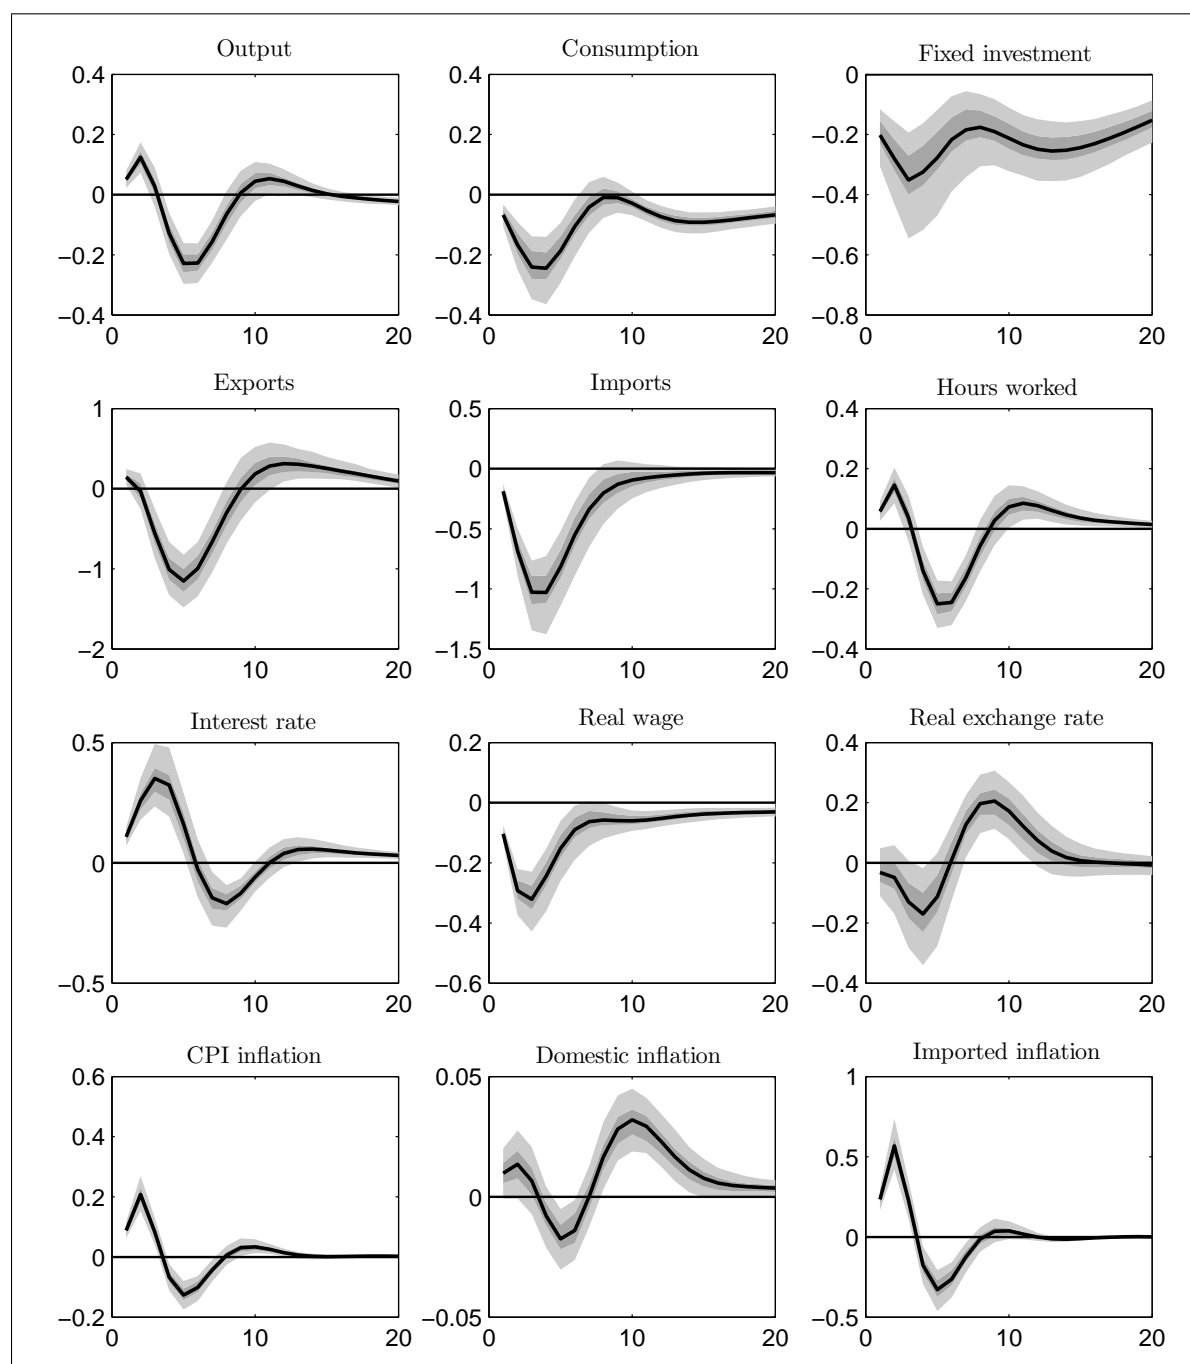 Output
0.4
0.2
0
−0.2
−0.4
0 10 20
Consumption
0.4
0.2
0
−0.2
−0.4
0 10 20
Fixed investment
0
−0.2
−0.4
−0.6
−0.8
0 10 20
Exports
1
0
−1
−2
0 10 20
Imports
0.5
0
−0.5
−1
−1.5
0 10 20
Hours worked
0.4
0.2
0
−0.2
−0.4
0 10 20
Interest rate
0.5
0
−0.5
0 10 20
Real wage
0.2
0
−0.2
−0.4
−0.6
0 10 20
Real exchange rate
0.4
0.2
0
−0.2
−0.4
0 10 20
CPI inflation
0.6
0.4
0.2
0
−0.2
0 10 20
Domestic inflation
0.05
0
−0.05
0 10 20
Imported inflation
1
0.5
0
−0.5
0 10 20